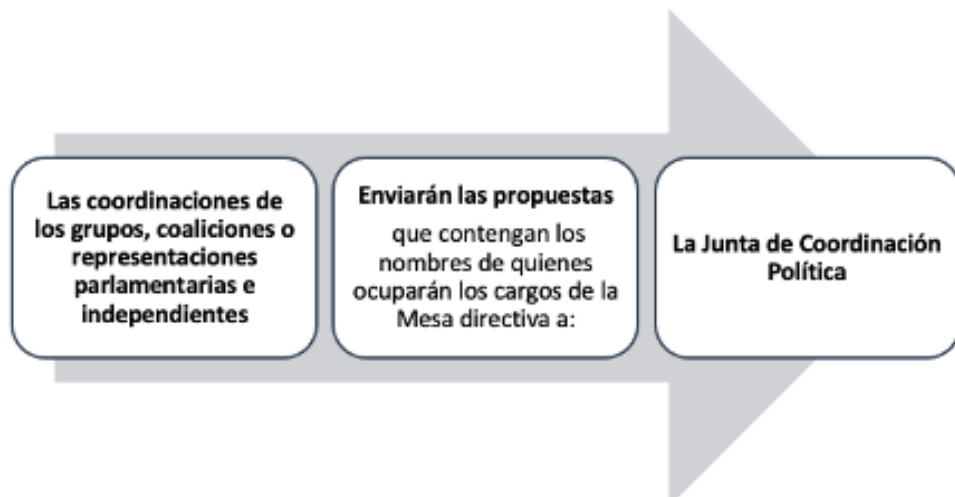 Las coordinaciones de
los grupos, coaliciones o
representaciones
parlamentarias e
independientes
Enviarán las propuestas
que contengan los
nombres de quienes
ocuparán los cargos de la
Mesa directiva a:
La Junta de Coordinación
Política